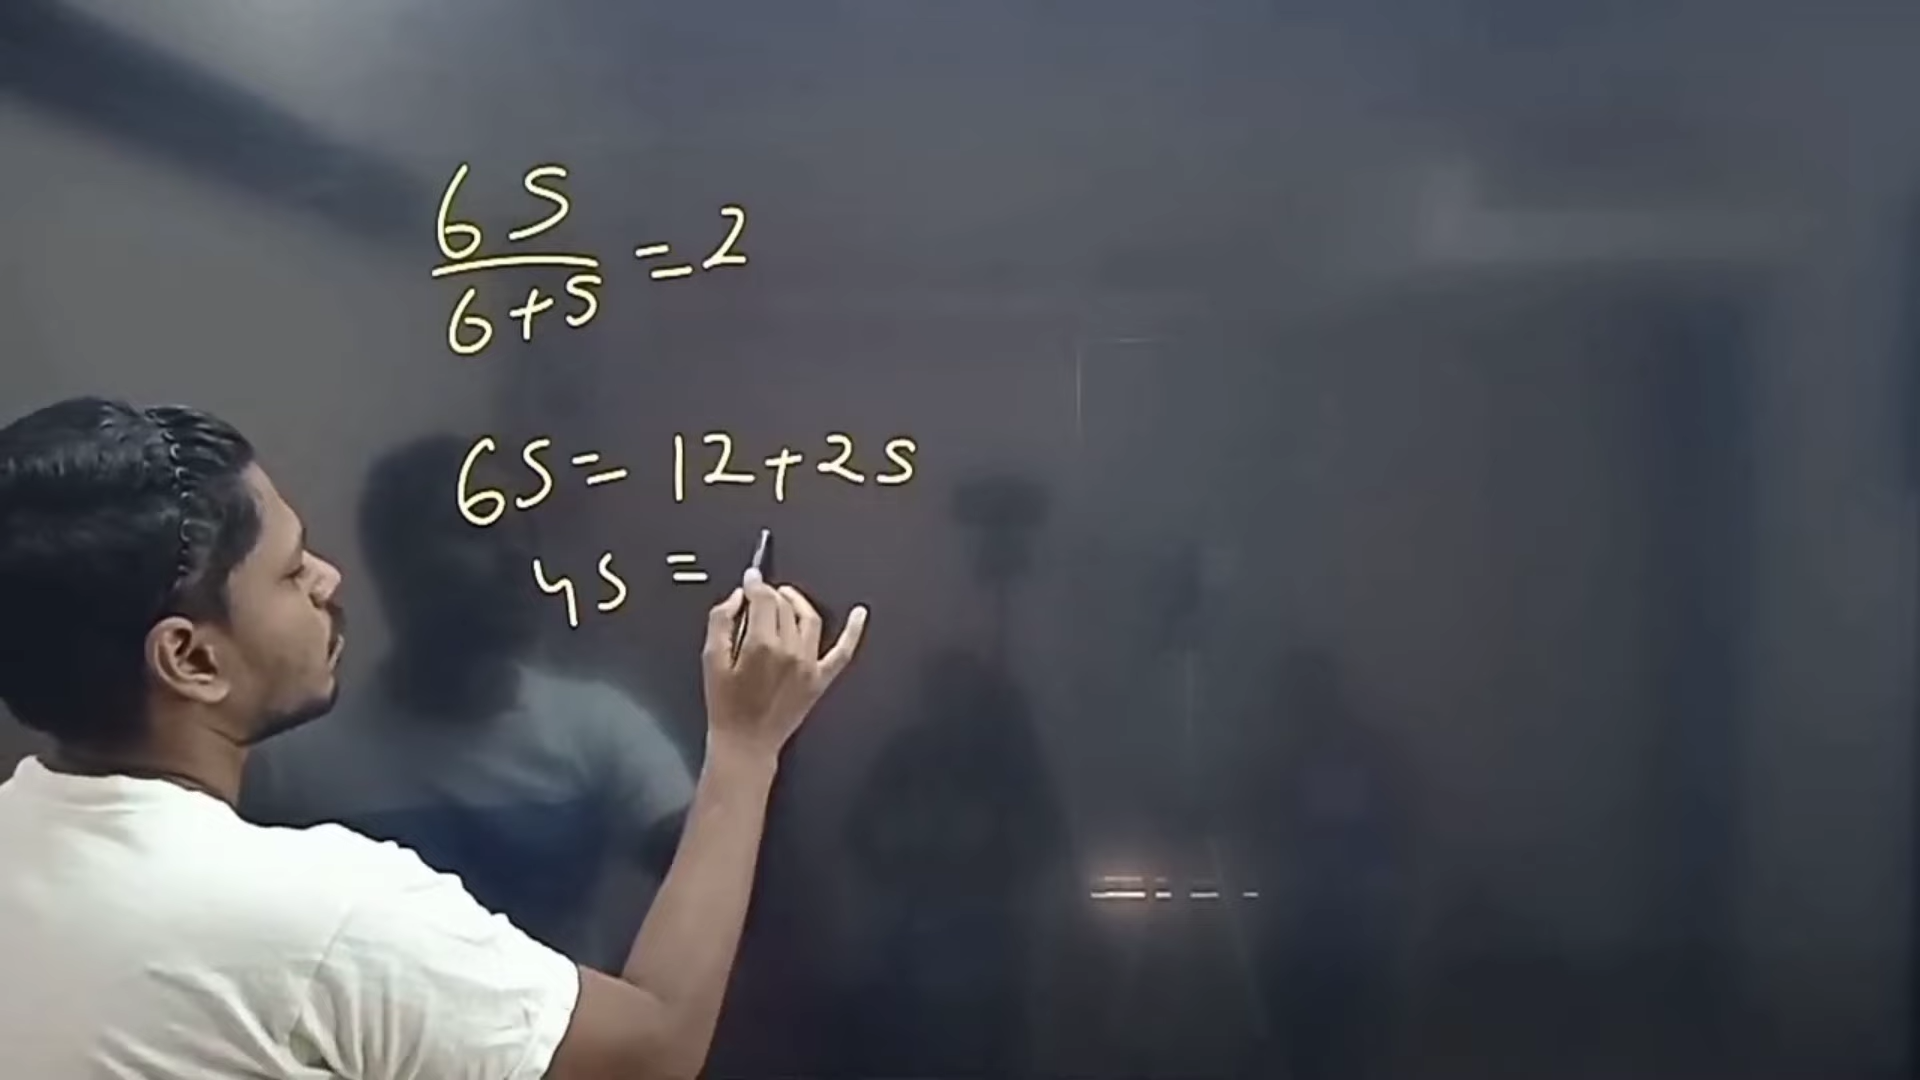 6S
6+S = 2
6S = 12+2S
4S =